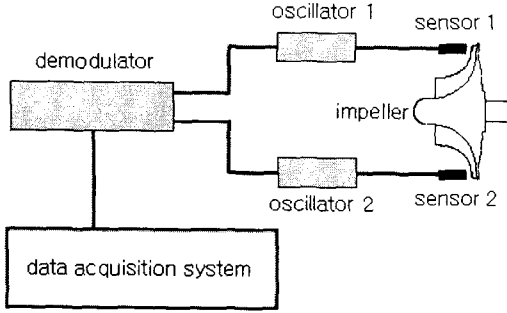 oscillator 1
sensor 1
demodulator
impeller
oscillator 2
sensor 2
data acquisition system